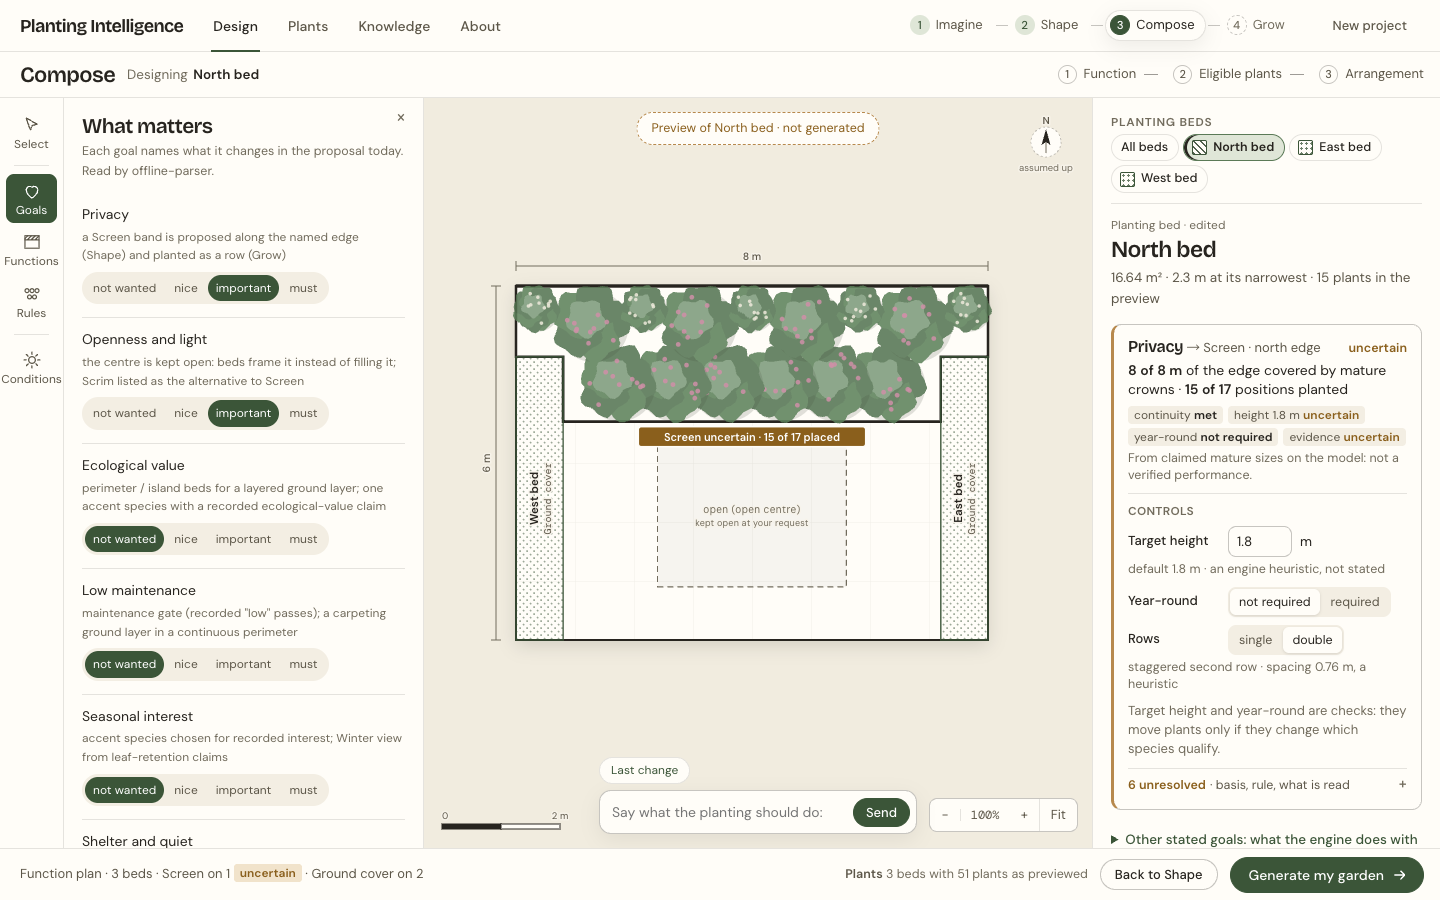 Planting Intelligence
Design
Plants
Knowledge
About
1 Imagine
2 Shape
3 Compose
4 Grow
New project
Compose
Designing North bed
1 Function
2 Eligible plants
3 Arrangement
Select
Goals
Functions
Rules
Conditions
What matters
×
Each goal names what it changes in the proposal today.
Read by offline-parser.
Privacy
a Screen band is proposed along the named edge
(Shape) and planted as a row (Grow)
not wanted nice important must
Openness and light
the centre is kept open: beds frame it instead of filling it;
Scrim listed as the alternative to Screen
not wanted nice important must
Ecological value
perimeter / island beds for a layered ground layer; one
accent species with a recorded ecological-value claim
not wanted nice important must
Low maintenance
maintenance gate (recorded "low" passes); a carpeting
ground layer in a continuous perimeter
not wanted nice important must
Seasonal interest
accent species chosen for recorded interest; Winter view
from leaf-retention claims
not wanted nice important must
Shelter and quiet
Preview of North bed · not generated
N
assumed up
8 m
6 m
Screen uncertain · 15 of 17 placed
West bed
Ground cover
open (open centre)
kept open at your request
East bed
Ground cover
Last change
Say what the planting should do:
Send
0 2 m
− 100% + Fit
PLANTING BEDS
All beds
North bed
East bed
West bed
Planting bed · edited
North bed
16.64 m² · 2.3 m at its narrowest · 15 plants in the
preview
Privacy → Screen · north edge uncertain
8 of 8 m of the edge covered by mature
crowns · 15 of 17 positions planted
continuity met height 1.8 m uncertain
year-round not required evidence uncertain
From claimed mature sizes on the model: not a
verified performance.
CONTROLS
Target height 1.8 m
default 1.8 m · an engine heuristic, not stated
Year-round not required required
Rows single double
staggered second row · spacing 0.76 m, a
heuristic
Target height and year-round are checks: they
move plants only if they change which
species qualify.
6 unresolved · basis, rule, what is read +
Other stated goals: what the engine does with
Function plan · 3 beds · Screen on 1 uncertain · Ground cover on 2
Plants 3 beds with 51 plants as previewed
Back to Shape
Generate my garden →